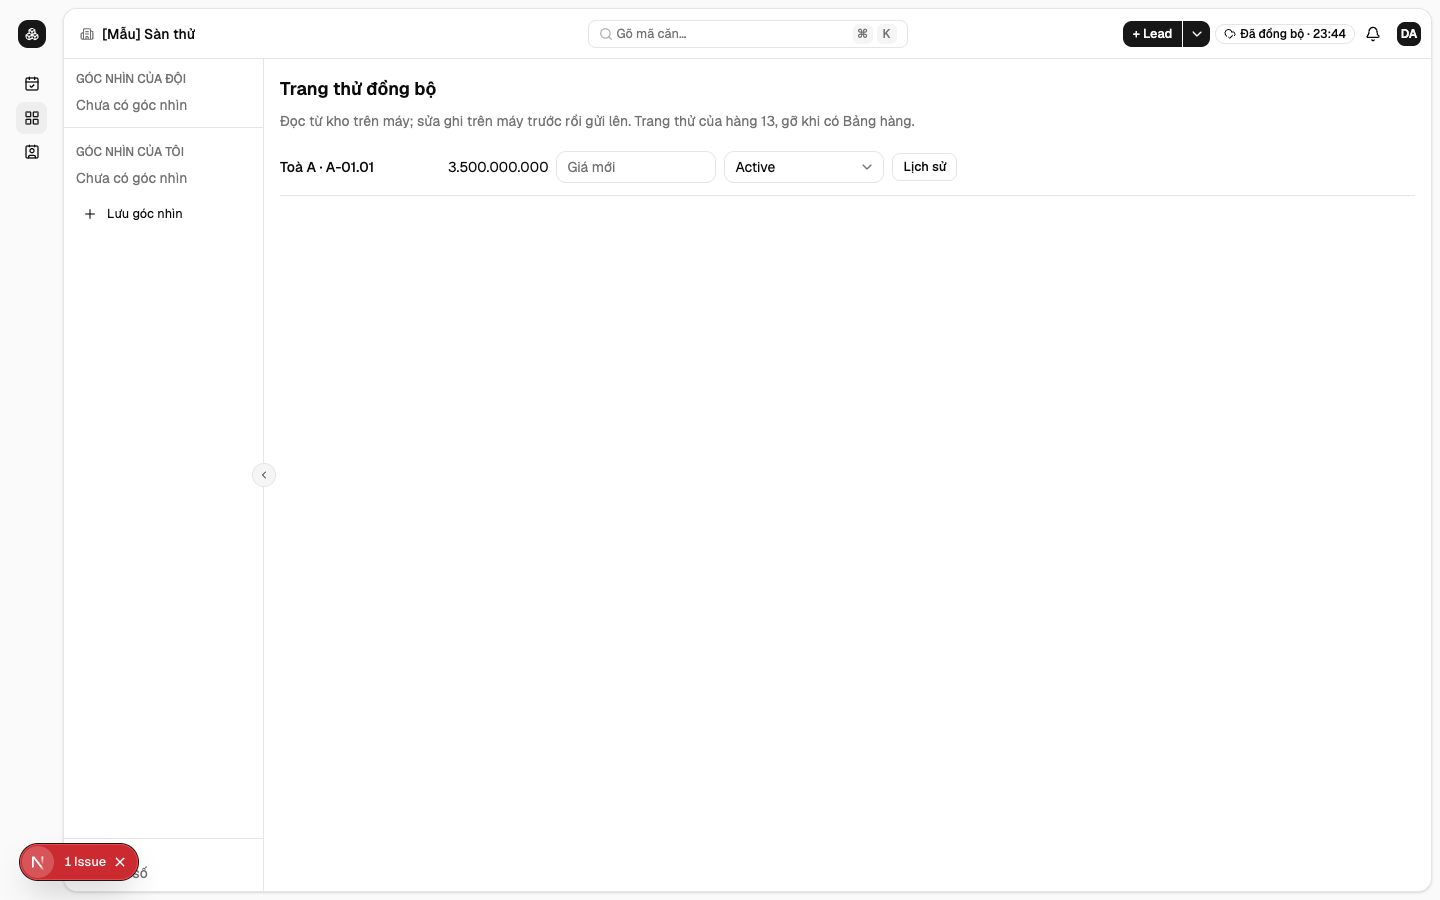 [Mẫu] Sàn thử
Gõ mã căn...
⌘ K
+ Lead
Đã đồng bộ · 23:44
DA
GÓC NHÌN CỦA ĐỘI
Chưa có góc nhìn
GÓC NHÌN CỦA TÔI
Chưa có góc nhìn
Lưu góc nhìn
Trang thử đồng bộ
Đọc từ kho trên máy; sửa ghi trên máy trước rồi gửi lên. Trang thử của hàng 13, gỡ khi có Bảng hàng.
Toà A · A-01.01 3.500.000.000 Giá mới Active Lịch sử
N 1 Issue
số